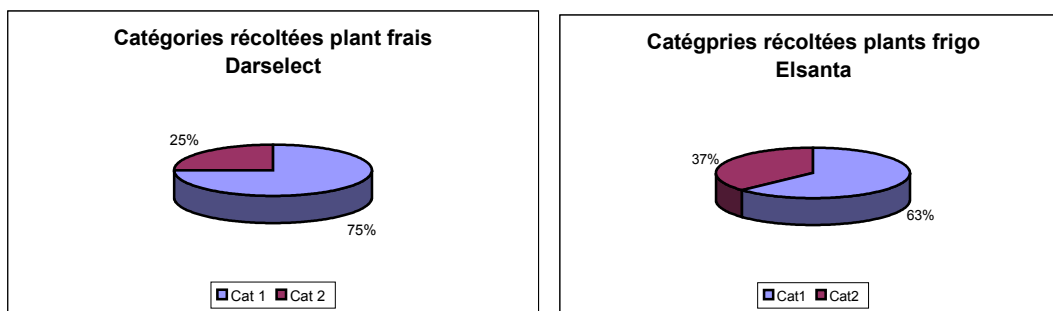 Catégories récoltées plant frais
Darselect
25%
75%
Cat 1 Cat 2
Catégpries récoltées plants frigo
Elsanta
37%
63%
Cat1 Cat2